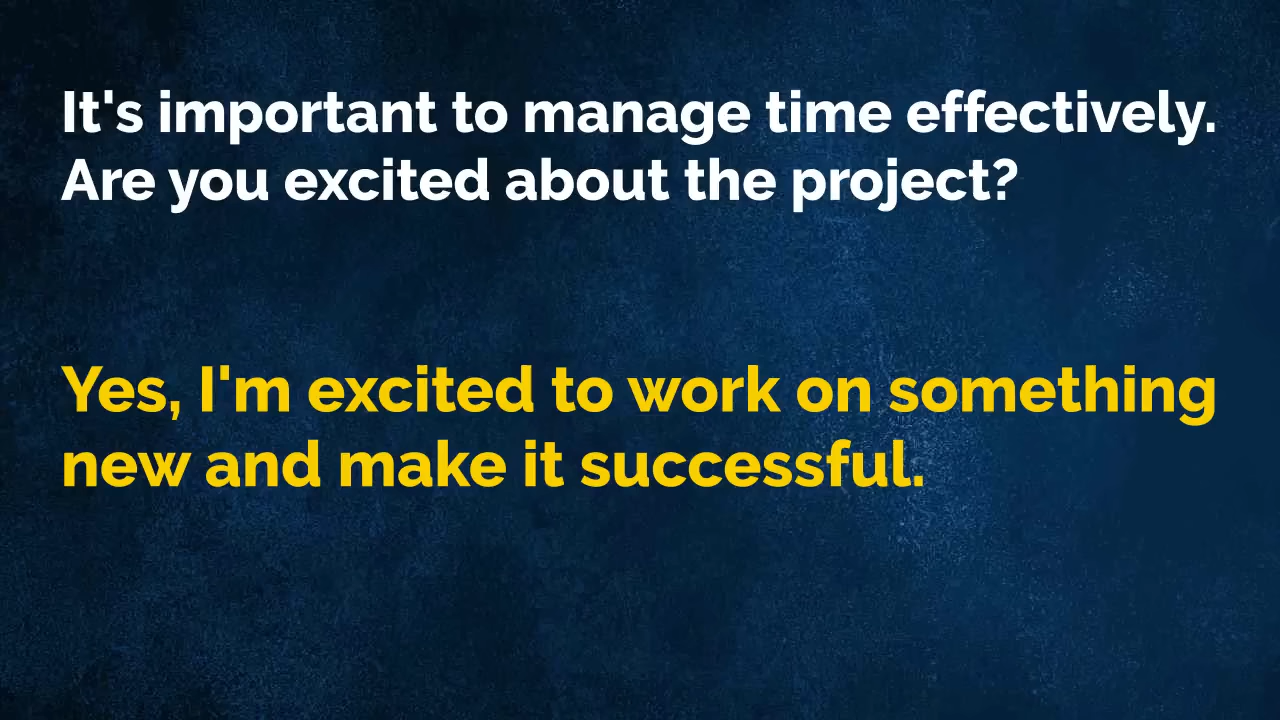 It's important to manage time effectively.
Are you excited about the project?
Yes, I'm excited to work on something
new and make it successful.